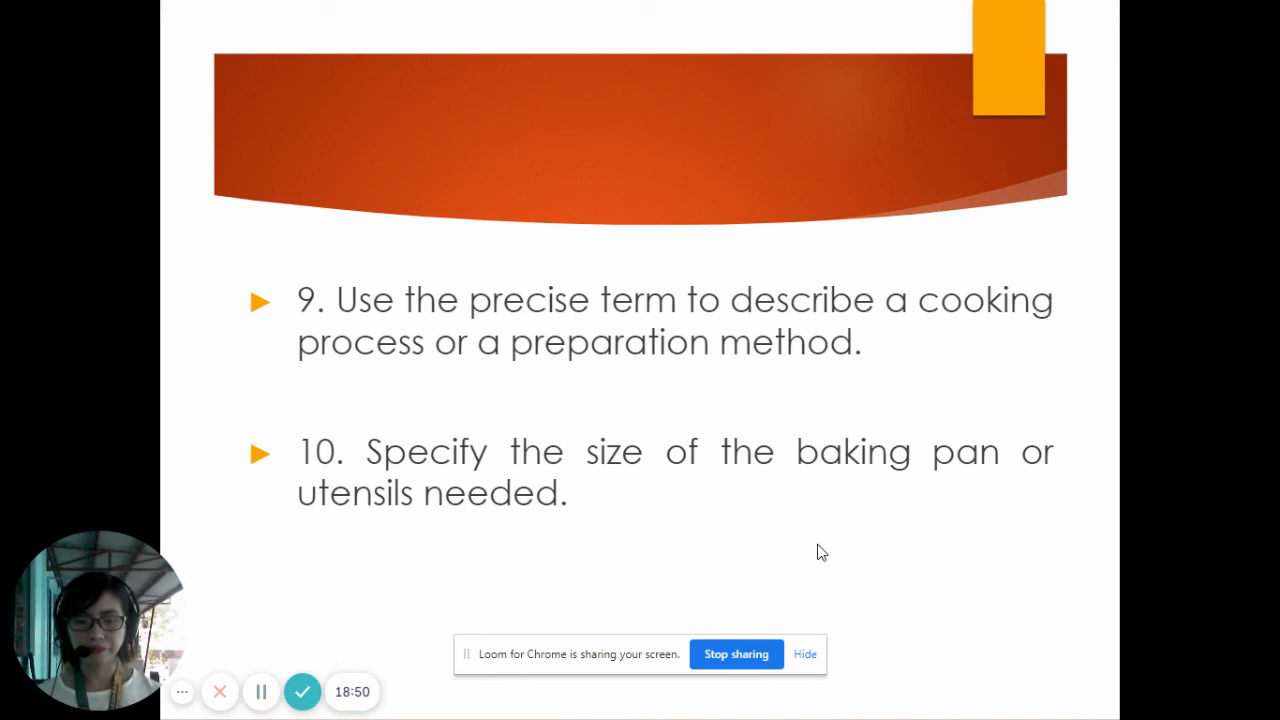 9. Use the precise term to describe a cooking
process or a preparation method.
10. Specify the size of the baking pan or
utensils needed.
Loom for Chrome is sharing your screen. Stop sharing Hide
18:50